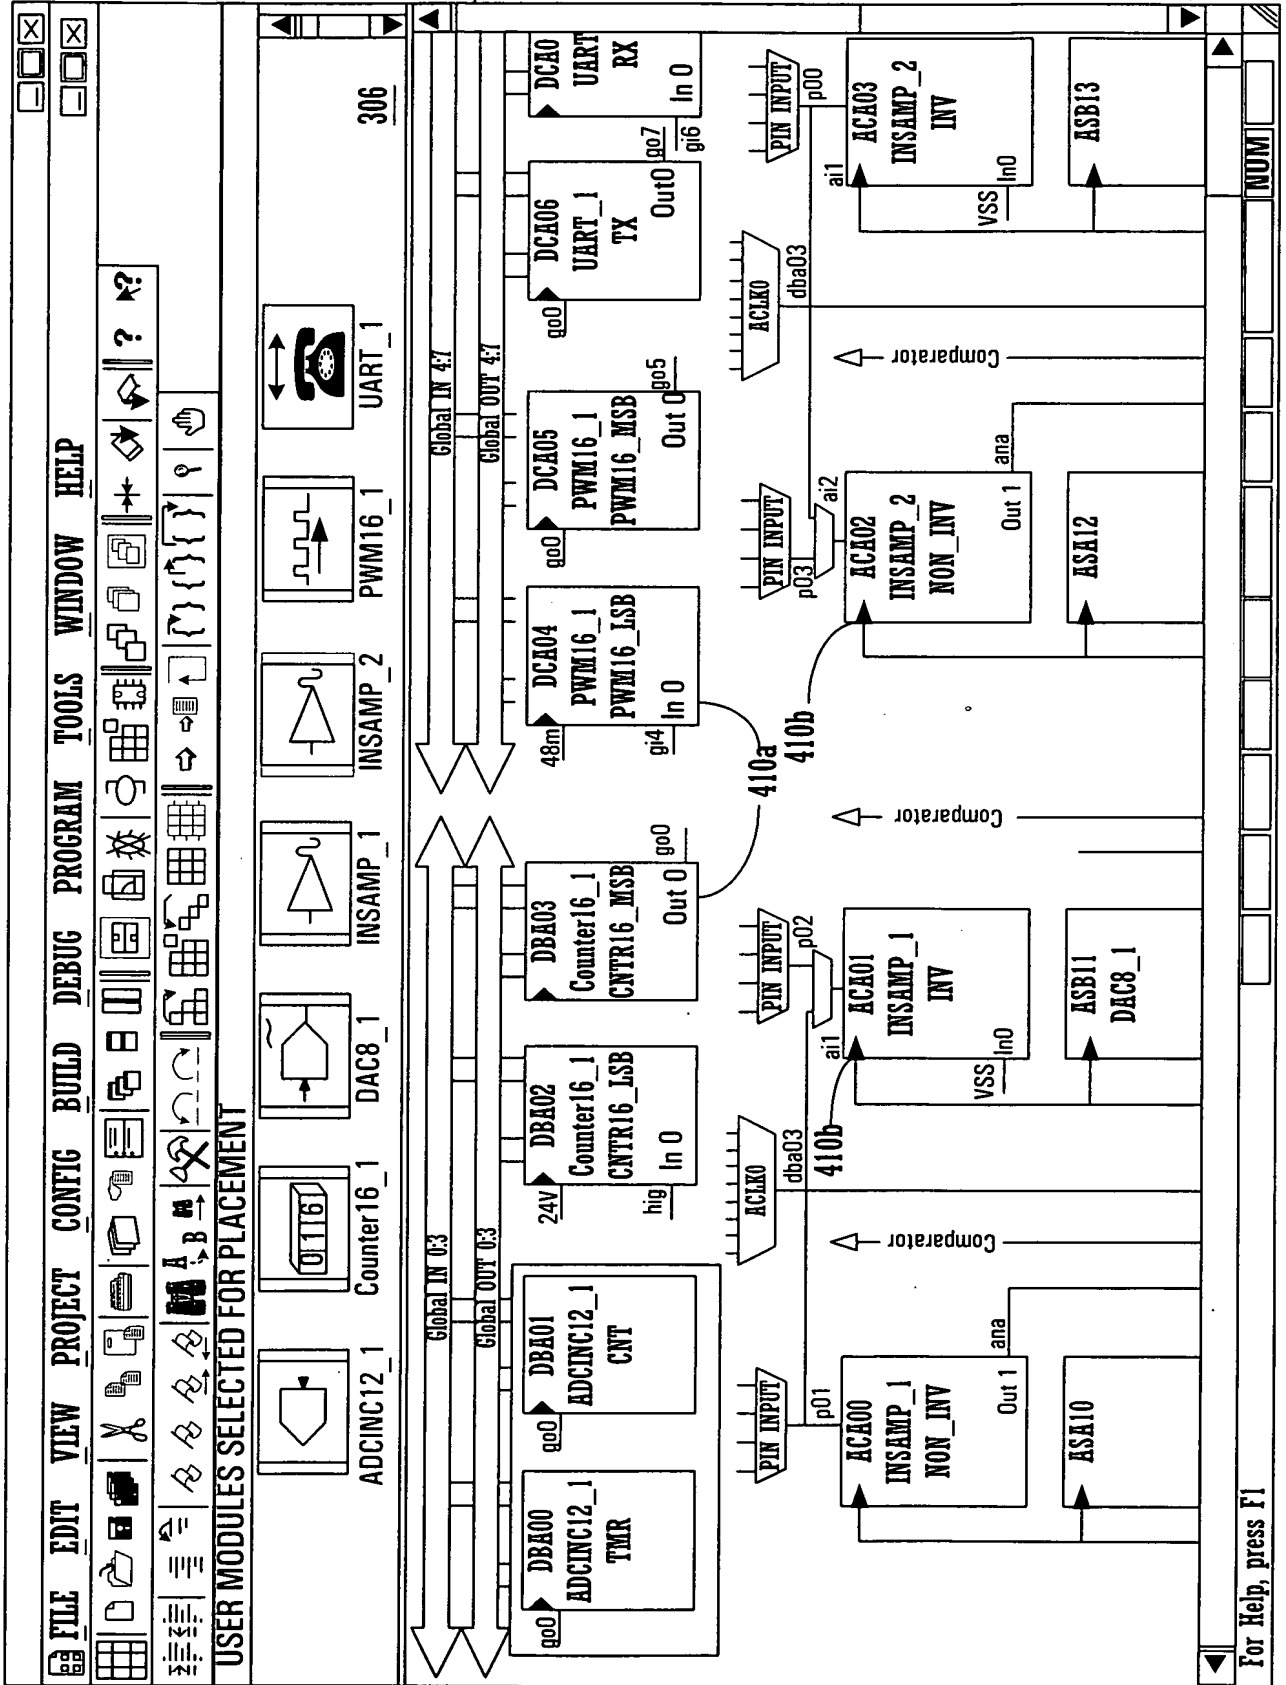 FILE EDIT VIEW PROJECT CONFIG BUILD DEBUG PROGRAM TOOLS WINDOW HELP
A
B
? ?
{ } { } { }
USER MODULES SELECTED FOR PLACEMENT
0 1 6
ADCINC12_1 Counter16_1 DAC8_1 INSAMP_1 INSAMP_2 PWM16_1 UART_1
306
Global IN 0:3 Global IN 4:7
Global OUT 0:3 Global OUT 4:7
go0
DBA00
ADCINC12_1
TMR
go0
DBA01
ADCINC12_1
CNT
24V
DBA02
Counter16_1
CNTR16_LSB
hig
In 0
DBA03
Counter16_1
CNTR16_MSB
Out 0
go0
48m
DCA04
PWM16_1
PWM16_LSB
gi4
In 0
go0
DCA05
PWM16_1
PWM16_MSB
Out 0
go5
go0
DCA06
UART_1
TX
Out0
go7
gi6
DCA0
UART
RX
In 0
410a
410b
410b
PIN INPUT
p01
ACLK0
dba03
PIN INPUT
p02
PIN INPUT
p03
ai2
ACLK0
dba03
PIN INPUT
p00
ACA00
INSAMP_1
NON_INV
Out 1
ana
Comparator
ai1
ACA01
INSAMP_1
INV
VSS
In0
Comparator
ACA02
INSAMP_2
NON_INV
Out 1
ana
Comparator
ai1
ACA03
INSAMP_2
INV
VSS
In0
ASA10
ASB11
DAC8_1
ASA12
ASB13
For Help, press F1
NUM